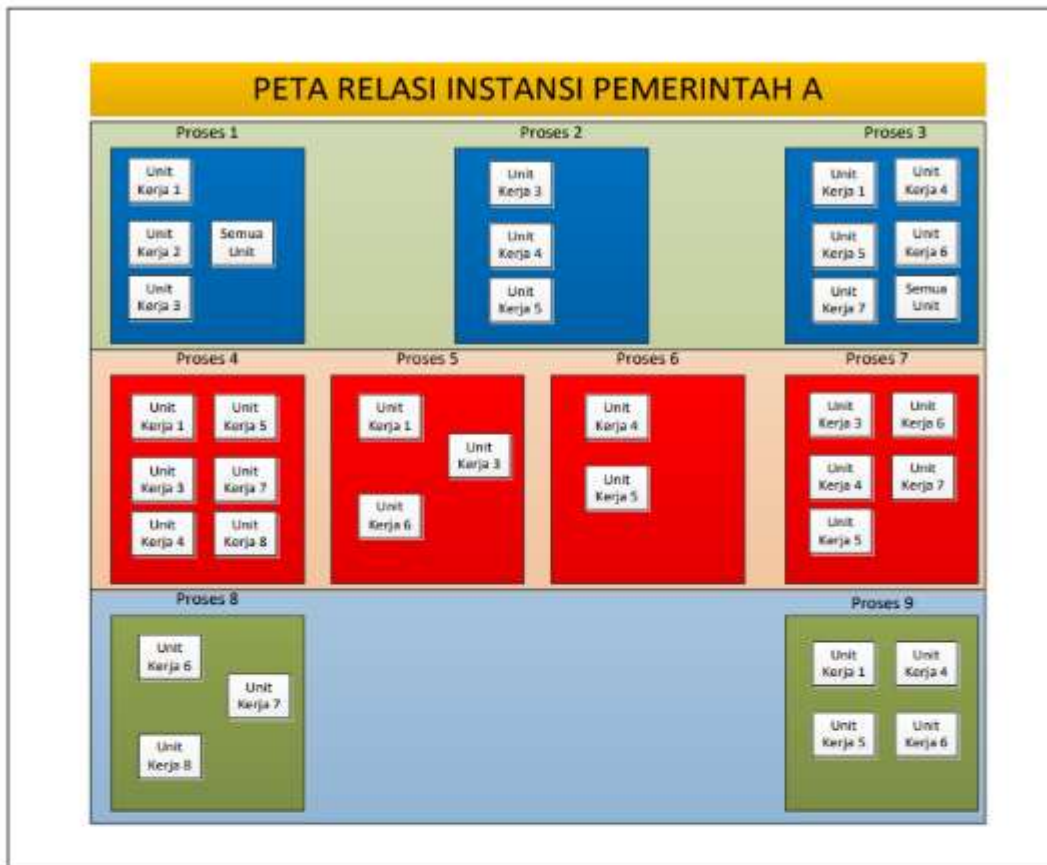 PETA RELASI INSTANSI PEMERINTAH A
Proses 1
Unit
Kerja 1
Unit
Kerja 2
Semua
Unit
Unit
Kerja 3
Proses 2
Unit
Kerja 3
Unit
Kerja 4
Unit
Kerja 5
Proses 3
Unit
Kerja 1
Unit
Kerja 4
Unit
Kerja 5
Unit
Kerja 6
Unit
Kerja 7
Semua
Unit
Proses 4
Unit
Kerja 1
Unit
Kerja 5
Unit
Kerja 3
Unit
Kerja 7
Unit
Kerja 4
Unit
Kerja 8
Proses 5
Unit
Kerja 1
Unit
Kerja 3
Unit
Kerja 6
Proses 6
Unit
Kerja 4
Unit
Kerja 5
Proses 7
Unit
Kerja 3
Unit
Kerja 6
Unit
Kerja 4
Unit
Kerja 7
Unit
Kerja 5
Proses 8
Unit
Kerja 6
Unit
Kerja 7
Unit
Kerja 8
Proses 9
Unit
Kerja 1
Unit
Kerja 4
Unit
Kerja 5
Unit
Kerja 6